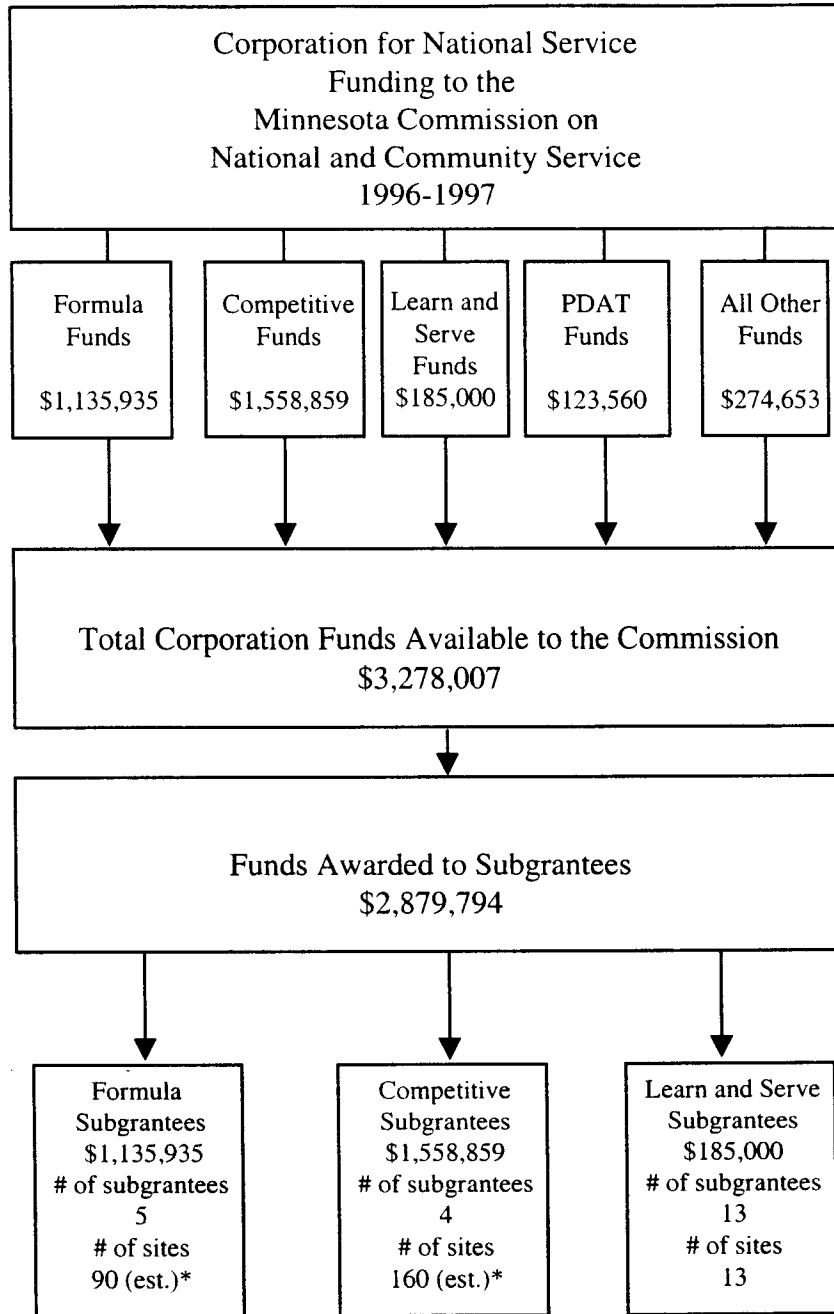 Corporation for National Service
Funding to the
Minnesota Commission on
National and Community Service
1996-1997
Formula
Funds
$1,135,935
Competitive
Funds
$1,558,859
Learn and
Serve
Funds
$185,000
PDAT
Funds
$123,560
All Other
Funds
$274,653
Total Corporation Funds Available to the Commission
$3,278,007
Funds Awarded to Subgrantees
$2,879,794
Formula
Subgrantees
$1,135,935
# of subgrantees
5
# of sites
90 (est.)*
Competitive
Subgrantees
$1,558,859
# of subgrantees
4
# of sites
160 (est.)*
Learn and Serve
Subgrantees
$185,000
# of subgrantees
13
# of sites
13